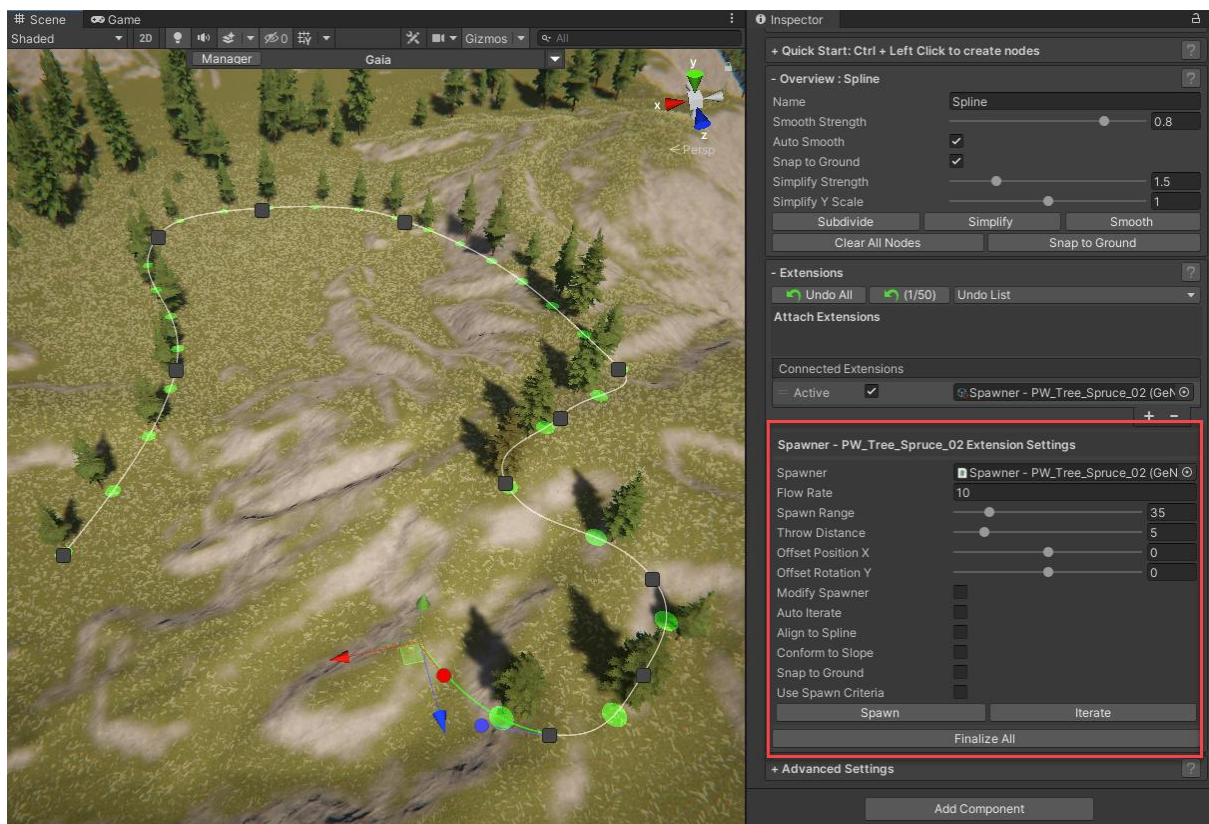 Scene Game
Shaded 2D 0 Gizmos All
Manager Gaia
y
x
z
Persp
Inspector
+ Quick Start: Ctrl + Left Click to create nodes ?
- Overview : Spline ?
Name Spline
Smooth Strength 0.8
Auto Smooth
Snap to Ground
Simplify Strength 1.5
Simplify Y Scale 1
Subdivide Simplify Smooth
Clear All Nodes Snap to Ground
- Extensions ?
Undo All (1/50) Undo List
Attach Extensions
Connected Extensions
= Active Spawner - PW_Tree_Spruce_02 (GeN
+ -
Spawner - PW_Tree_Spruce_02 Extension Settings
Spawner Spawner - PW_Tree_Spruce_02 (GeN
Flow Rate 10
Spawn Range 35
Throw Distance 5
Offset Position X 0
Offset Rotation Y 0
Modify Spawner
Auto Iterate
Align to Spline
Conform to Slope
Snap to Ground
Use Spawn Criteria
Spawn Iterate
Finalize All
+ Advanced Settings ?
Add Component